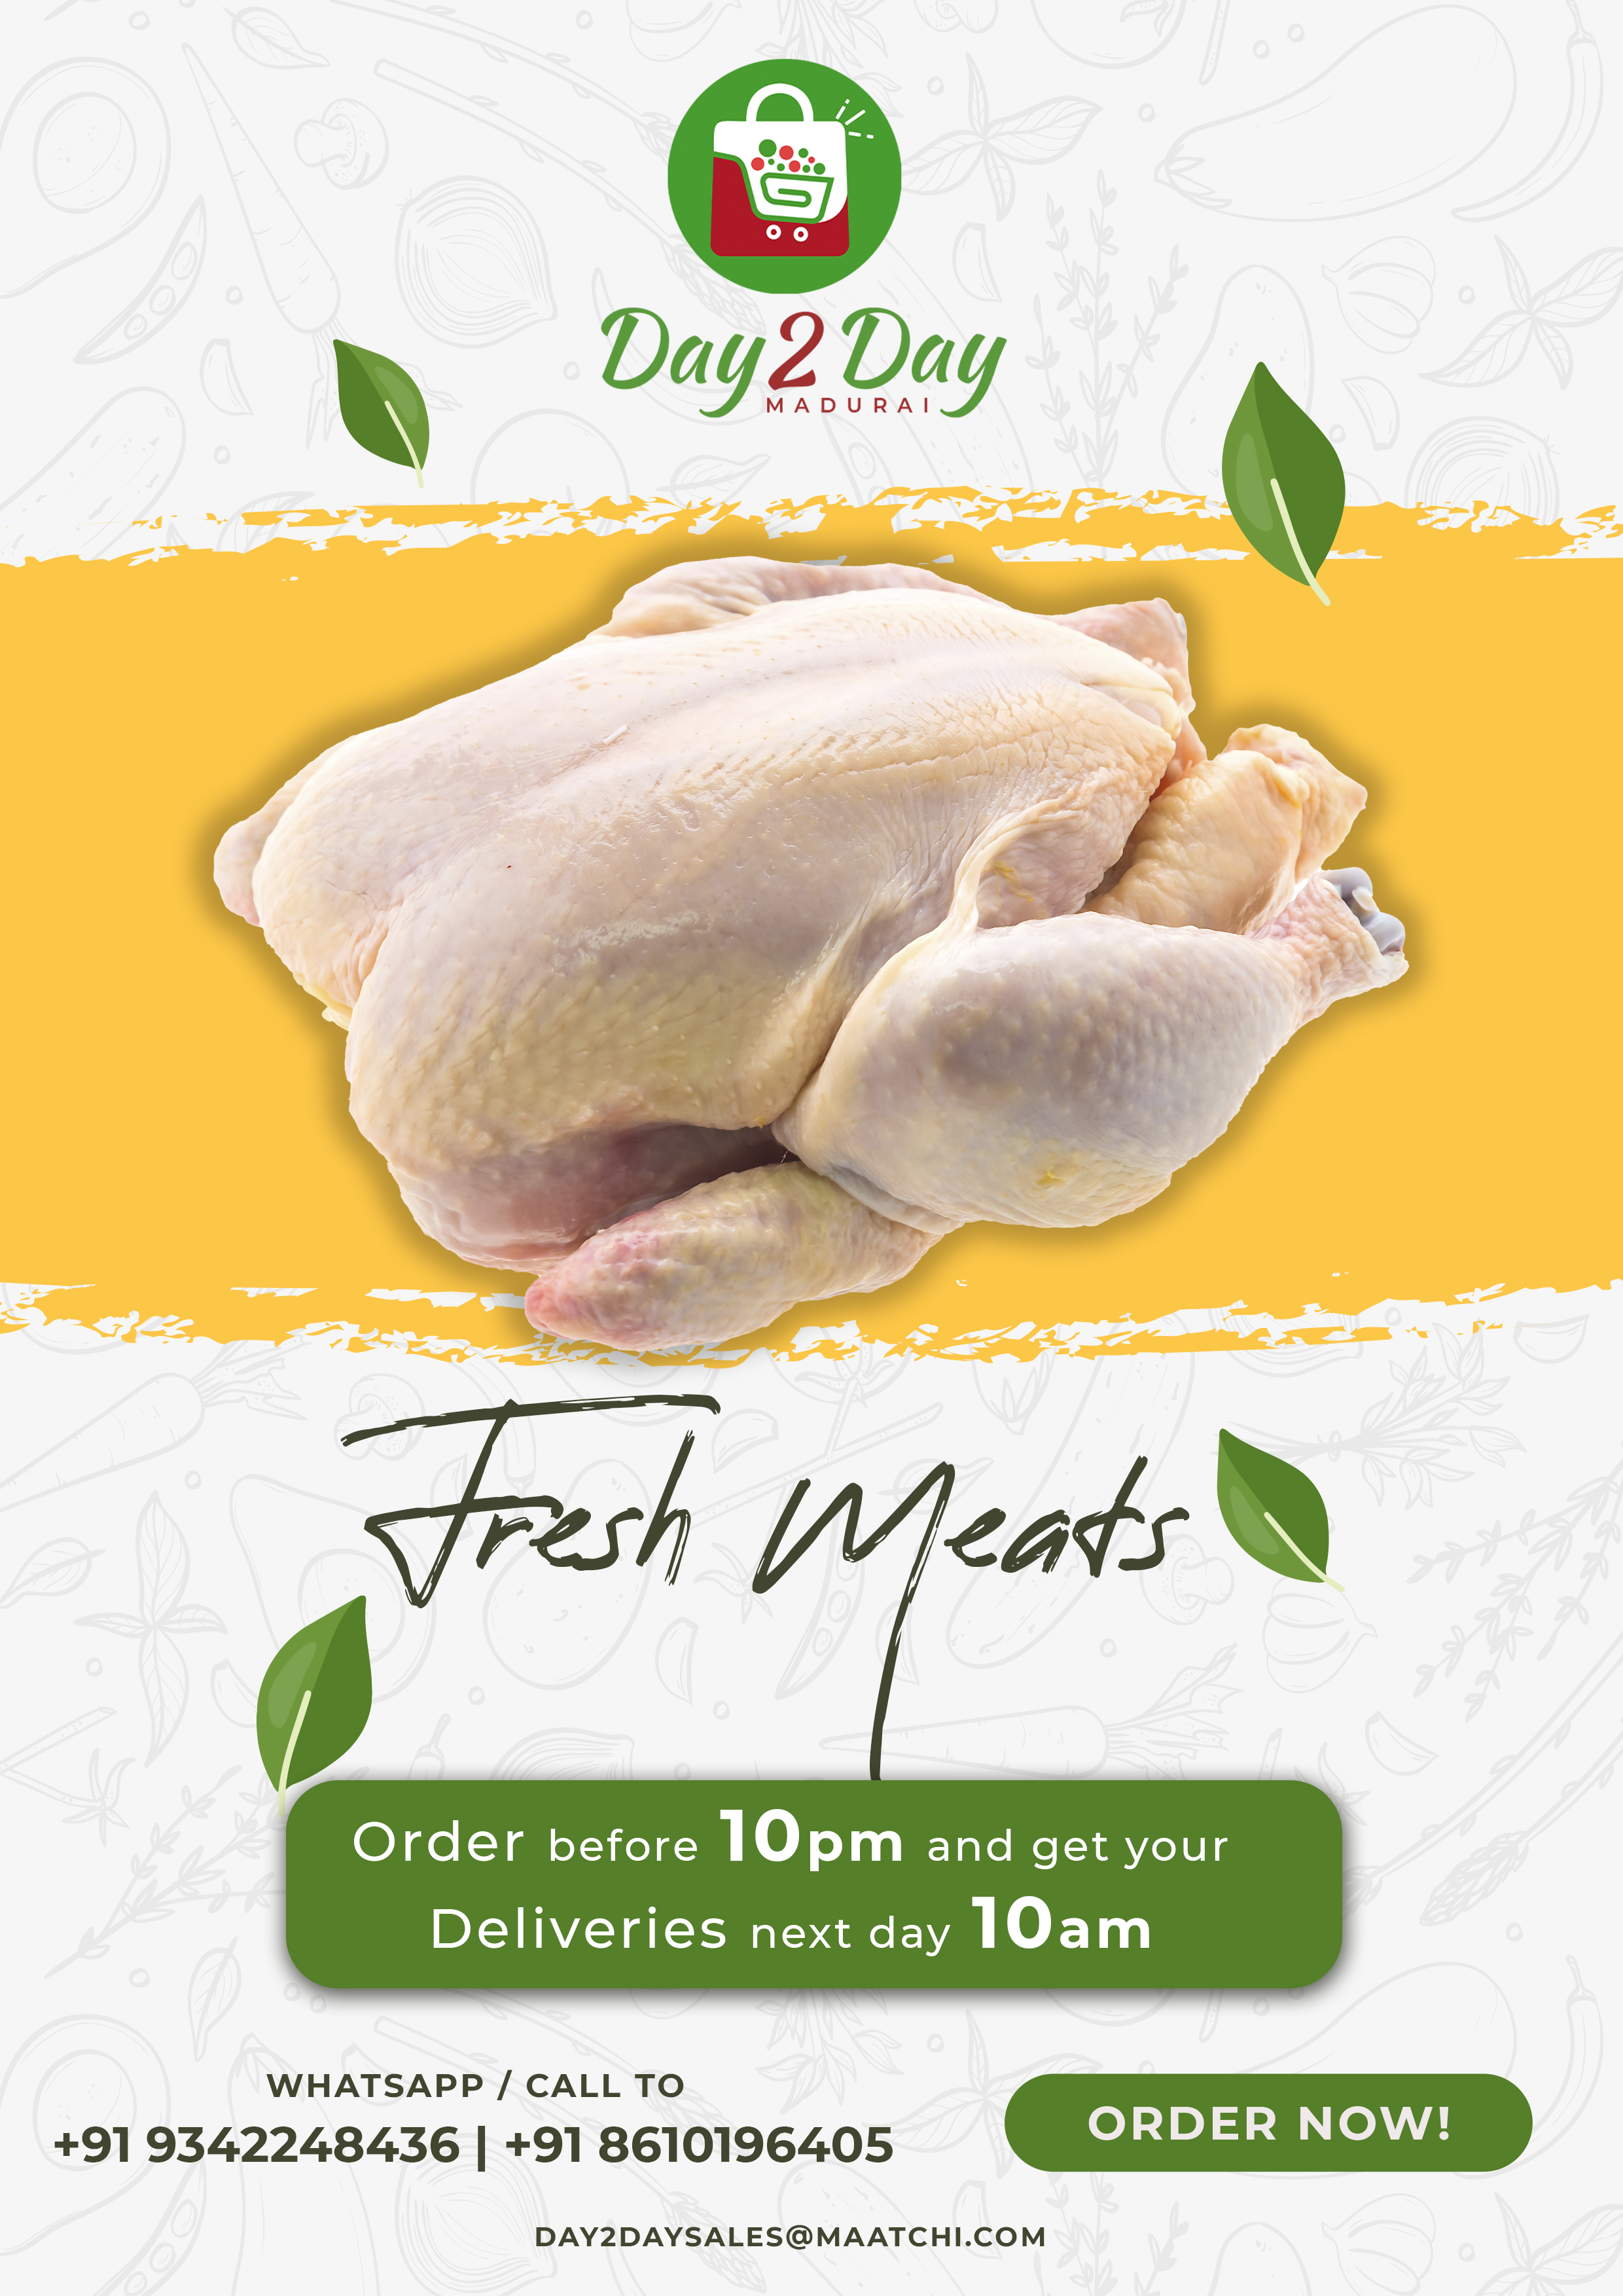 Day2Day
MADURAI
Fresh Meats
Order before 10pm and get your
Deliveries next day 10am
WHATSAPP / CALL TO
+91 9342248436 | +91 8610196405
ORDER NOW!
DAY2DAYSALES@MAATCHI.COM